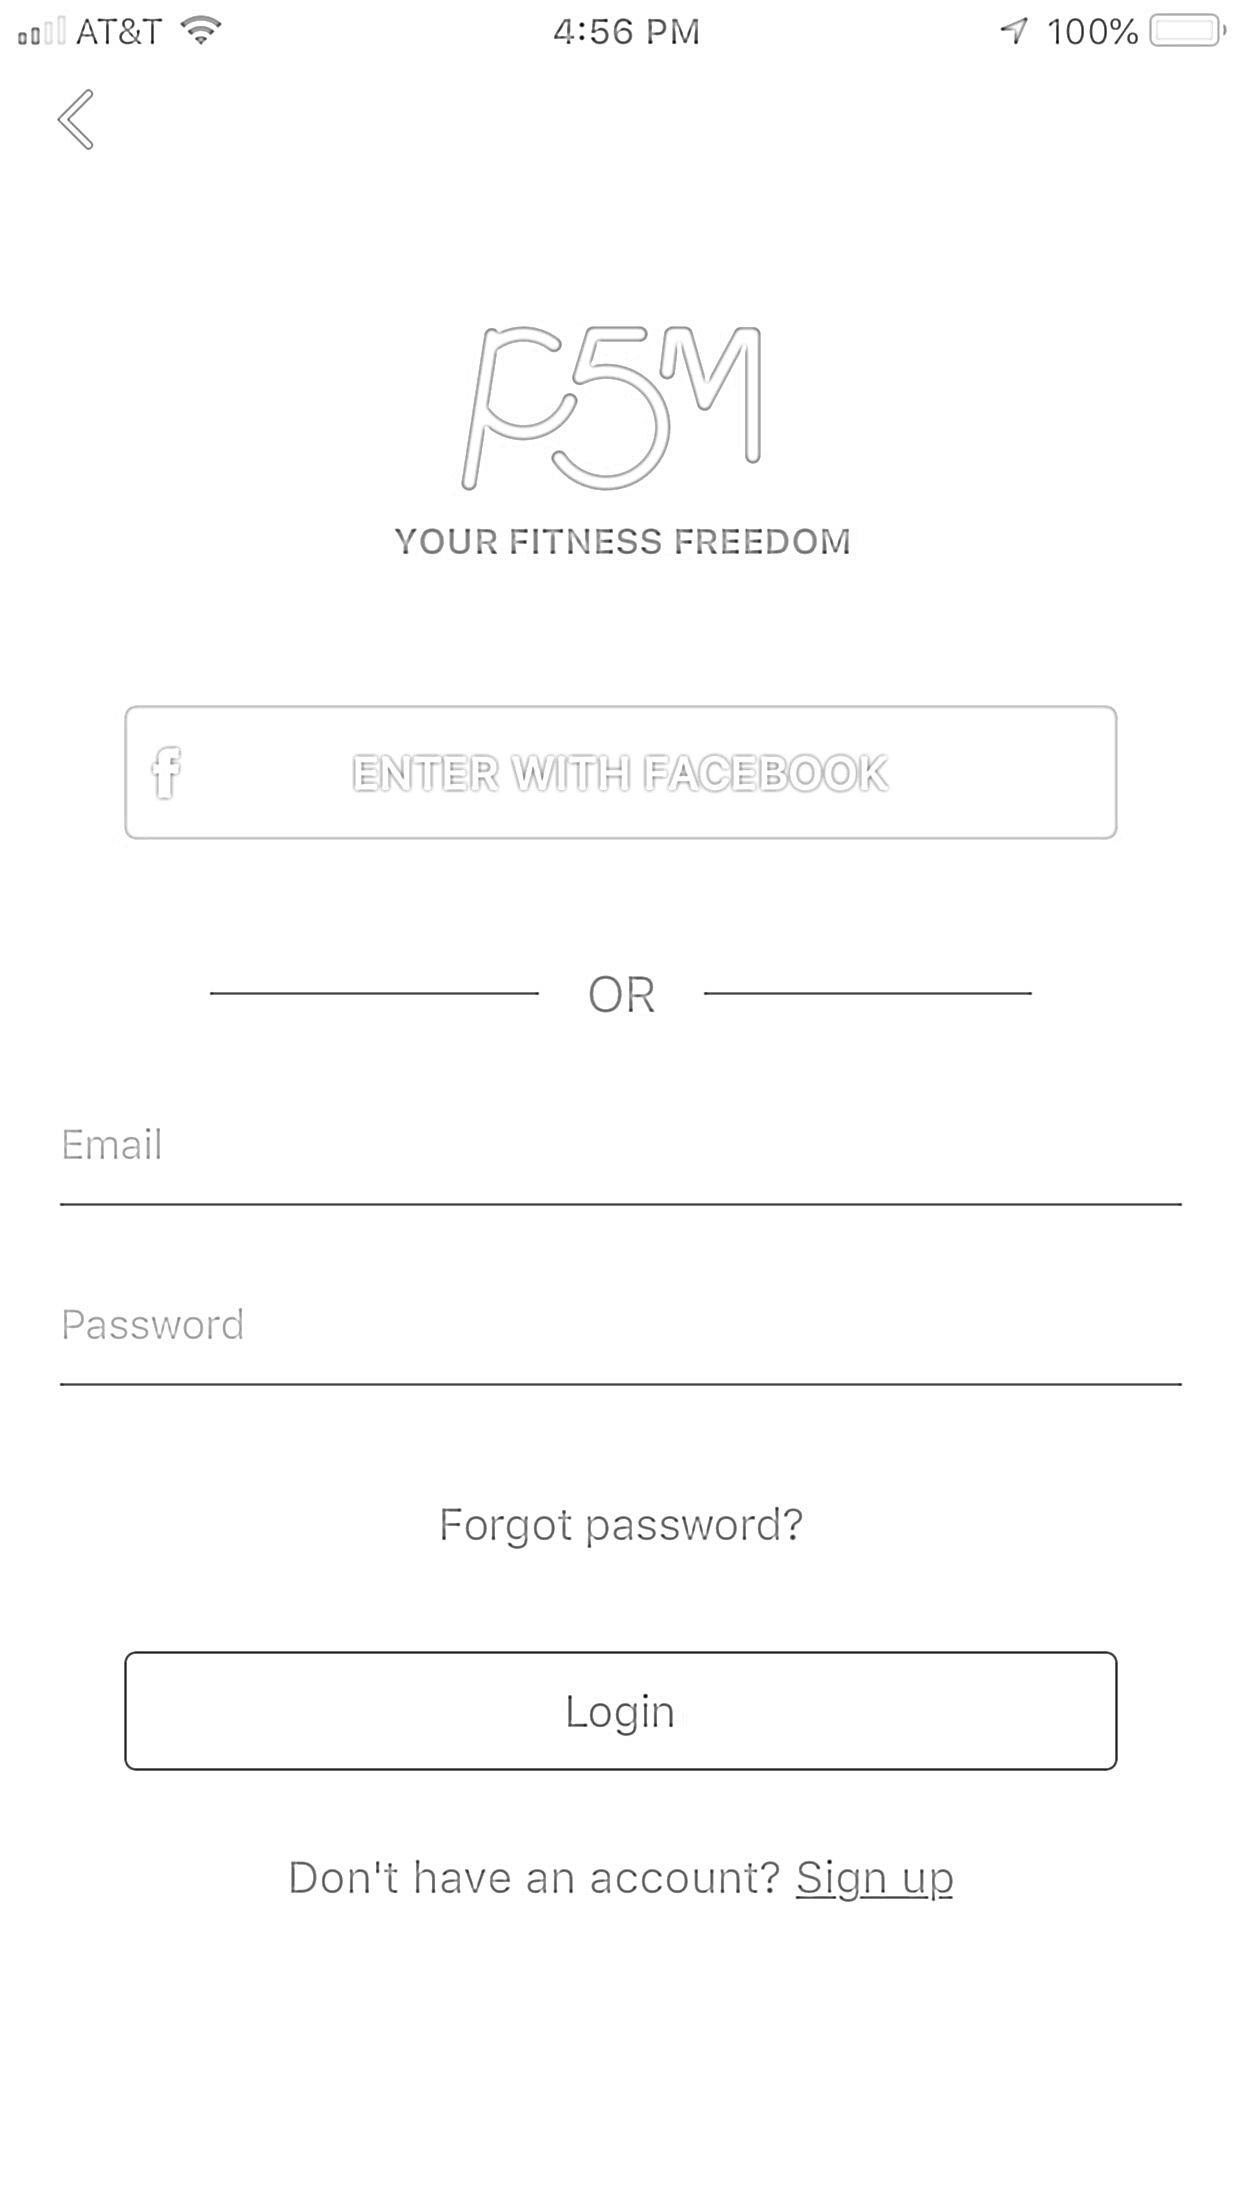 AT&T 4:56 PM 100%
P5M
YOUR FITNESS FREEDOM
f ENTER WITH FACEBOOK
OR
Email
Password
Forgot password?
Login
Don't have an account? Sign up